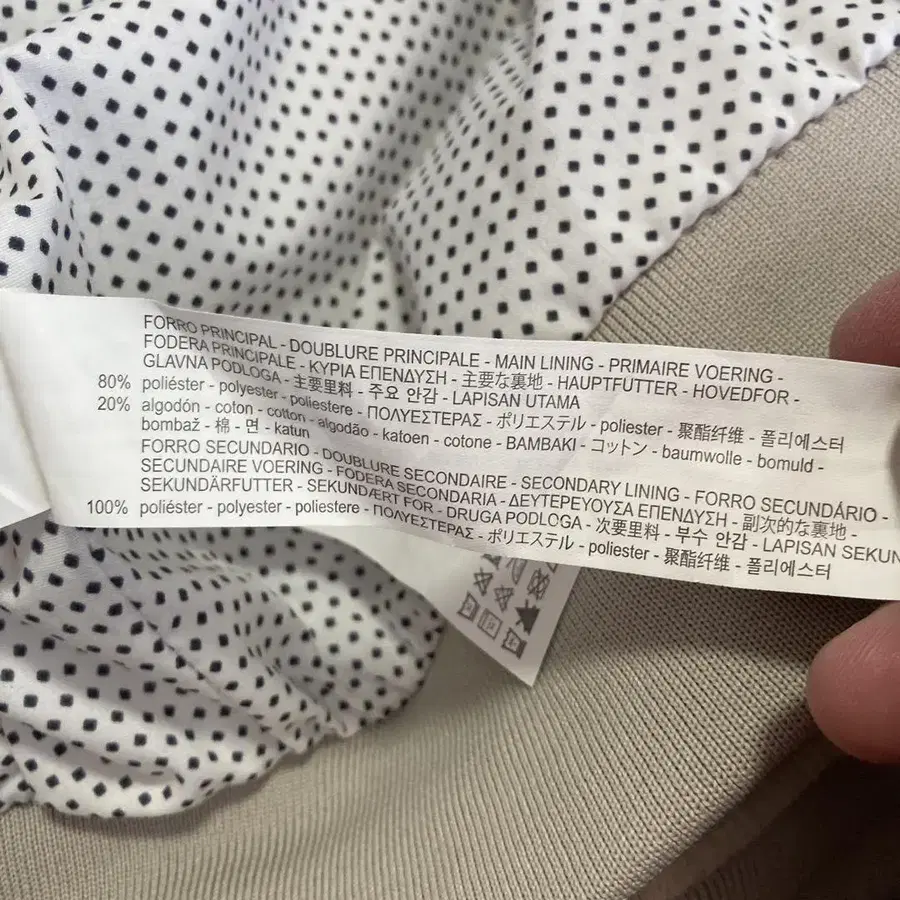 FORRO PRINCIPAL - DOUBLURE PRINCIPALE - MAIN LINING - PRIMAIRE VOERING -
FODERA PRINCIPALE - ΚΥΡΙΑ ΕΠΕΝΔΥΣΗ - 主要な裏地 - HAUPTFUTTER - HOVEDFOR -
GLAVNA PODLOGA - 主要里料 - 주요 안감 - LAPISAN UTAMA
80% poliéster - polyester - poliestere - ΠΟΛΥΕΣΤΕΡΑΣ - ポリエステル - poliester - 聚酯纤维 - 폴리에스터
20% algodón - coton - cotton - algodão - katoen - cotone - BAMBAKI - コットン - baumwolle - bomuld -
bombaž - 棉 - 면 - katun
FORRO SECUNDARIO - DOUBLURE SECONDAIRE - SECONDARY LINING - FORRO SECUNDÁRIO -
SECUNDAIRE VOERING - FODERA SECONDARIA - ΔΕΥΤΕΡΕΥΟΥΣΑ ΕΠΕΝΔΥΣΗ - 副次的な裏地 -
SEKUNDÄRFUTTER - SEKUNDÆRT FOR - DRUGA PODLOGA - 次要里料 - 부수 안감 - LAPISAN SEKUN
100% poliéster - polyester - poliestere - ΠΟΛΥΕΣΤΕΡΑΣ - ポリエステル - poliester - 聚酯纤维 - 폴리에스터